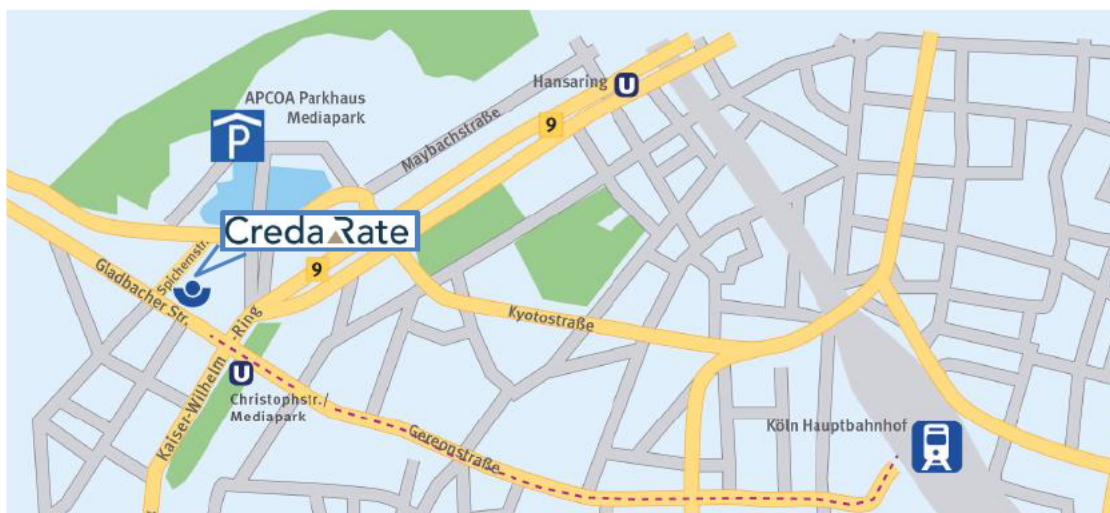 Hansaring
U
APCOA Parkhaus
Mediapark
P
Maybachstraße
9
CredaRate
Spichernstr.
9
Gladbacher Str.
Kyotostraße
Kaiser-Wilhelm Ring
U
Christophstr./
Mediapark
Gereonstraße
Köln Hauptbahnhof